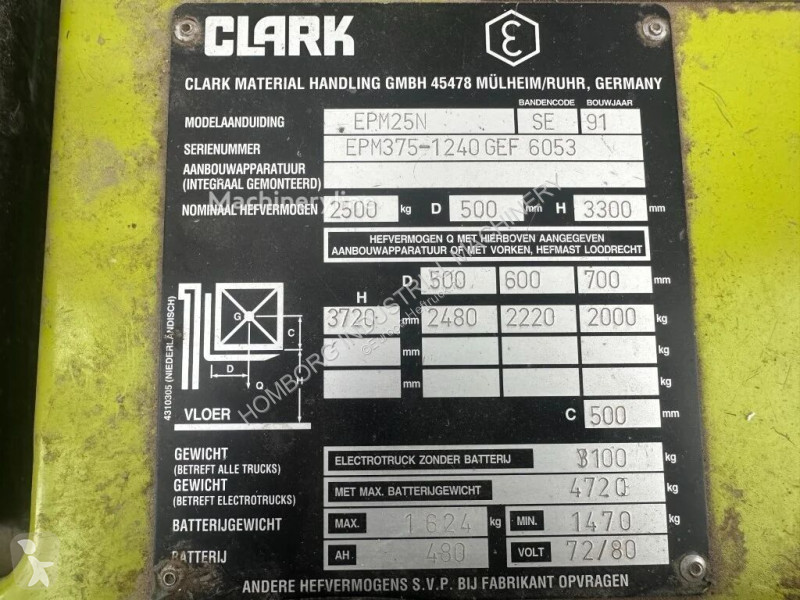 CLARK
CLARK MATERIAL HANDLING GMBH 45478 MÜLHEIM/RUHR, GERMANY
BANDENCODE BOUWJAAR
MODELAANDUIDING EPM25N SE 91
SERIENUMMER EPM375-1240GEF 6053
AANBOUWAPPARATUUR
(INTEGRAAL GEMONTEERD)
NOMINAAL HEFVERMOGEN 2500 kg D 500 mm H 3300 mm
HEFVERMOGEN Q MET HIERBOVEN AANGEGEVEN
AANBOUWAPPARATUUR OF MET VORKEN, HEFMAST LOODRECHT
D 500 600 700 mm
H
3720 mm 2480 2220 2000 kg
mm kg
mm kg
G C
D Q H
VLOER
C 500 mm
4310305 (NIEDERLÄNDISCH)
GEWICHT
(BETREFT ALLE TRUCKS)
ELECTROTRUCK ZONDER BATTERIJ 3100 kg
GEWICHT
(BETREFT ELECTROTRUCKS)
MET MAX. BATTERIJGEWICHT 4720 kg
BATTERIJGEWICHT MAX. 1624 kg MIN. 1470 kg
BATTERIJ AH 480 VOLT 72/80
ANDERE HEFVERMOGENS S.V.P. BIJ FABRIKANT OPVRAGEN
HOMBORG INDUSTRIAL MACHINERY